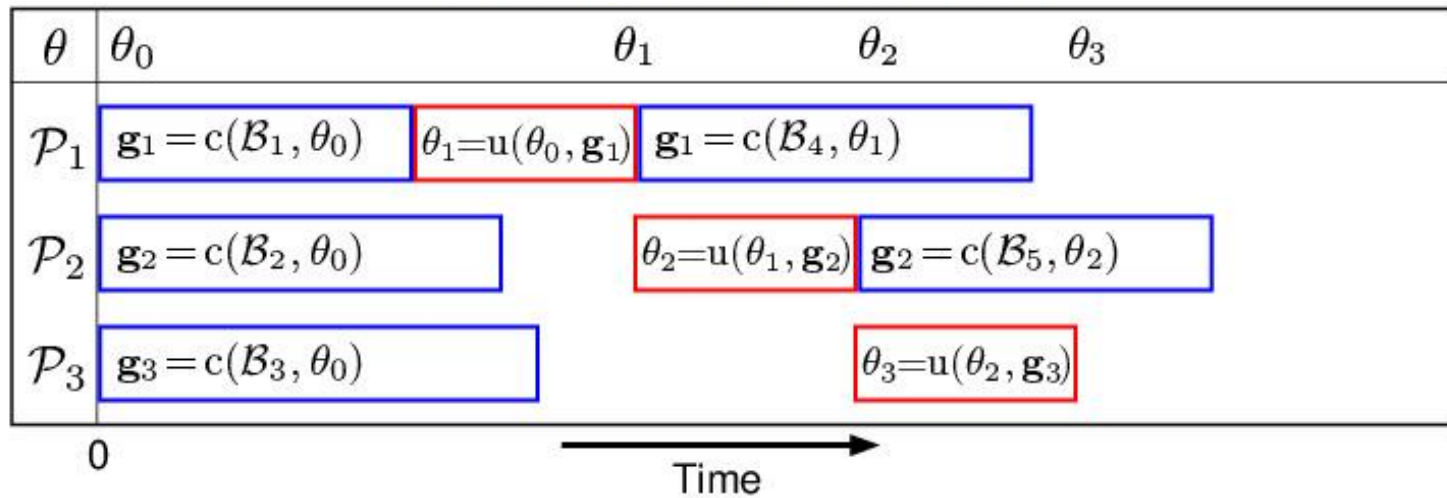 θ θ₀ θ₁ θ₂ θ₃
𝒫₁ 𝐠₁ = c(ℬ₁, θ₀) θ₁=u(θ₀, 𝐠₁) 𝐠₁ = c(ℬ₄, θ₁)
𝒫₂ 𝐠₂ = c(ℬ₂, θ₀) θ₂=u(θ₁, 𝐠₂) 𝐠₂ = c(ℬ₅, θ₂)
𝒫₃ 𝐠₃ = c(ℬ₃, θ₀) θ₃=u(θ₂, 𝐠₃)
0
Time